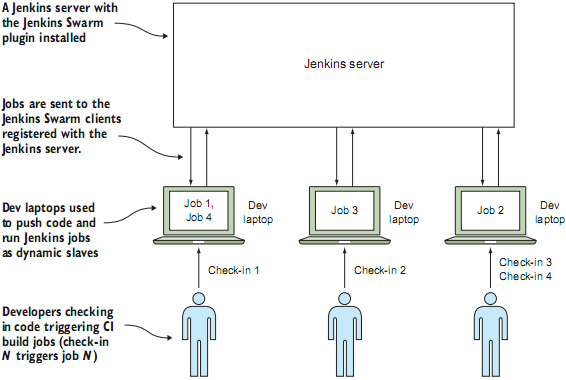 A Jenkins server with
the Jenkins Swarm
plugin installed
Jenkins server
Jobs are sent to the
Jenkins Swarm clients
registered with the
Jenkins server.
Dev laptops used
to push code and
run Jenkins jobs
as dynamic slaves
Job 1,
Job 4
Dev
laptop
Job 3
Dev
laptop
Job 2
Dev
laptop
Check-in 1
Check-in 2
Check-in 3
Check-in 4
Developers checking
in code triggering CI
build jobs (check-in
N triggers job N)